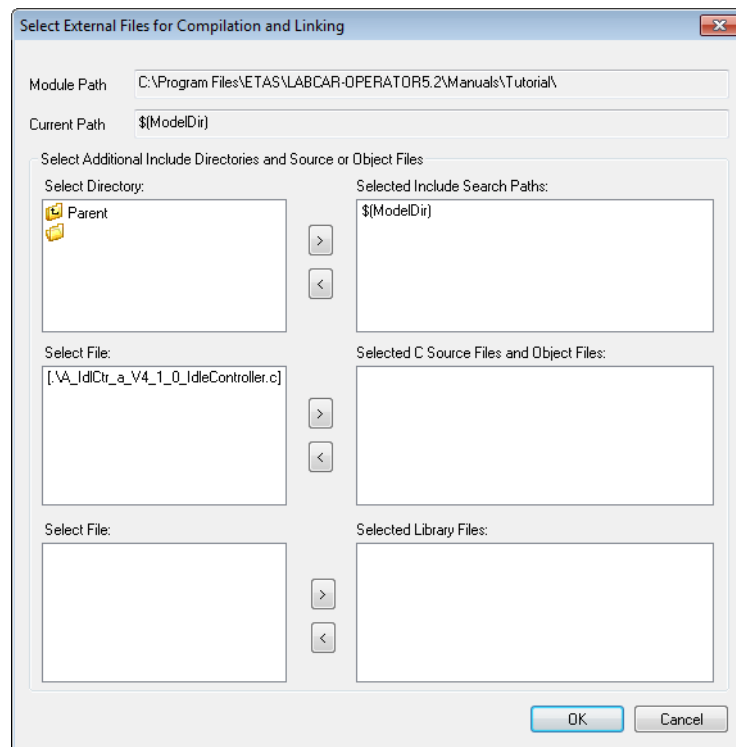 Select External Files for Compilation and Linking
Module Path C:\Program Files\ETAS\LABCAR-OPERATOR5.2\Manuals\Tutorial\
Current Path $(ModelDir)
Select Additional Include Directories and Source or Object Files
Select Directory:
Parent
>
<
Selected Include Search Paths:
$(ModelDir)
Select File:
[.\A_IdlCtr_a_V4_1_0_IdleController.c]
>
<
Selected C Source Files and Object Files:
Select File:
>
<
Selected Library Files:
OK Cancel